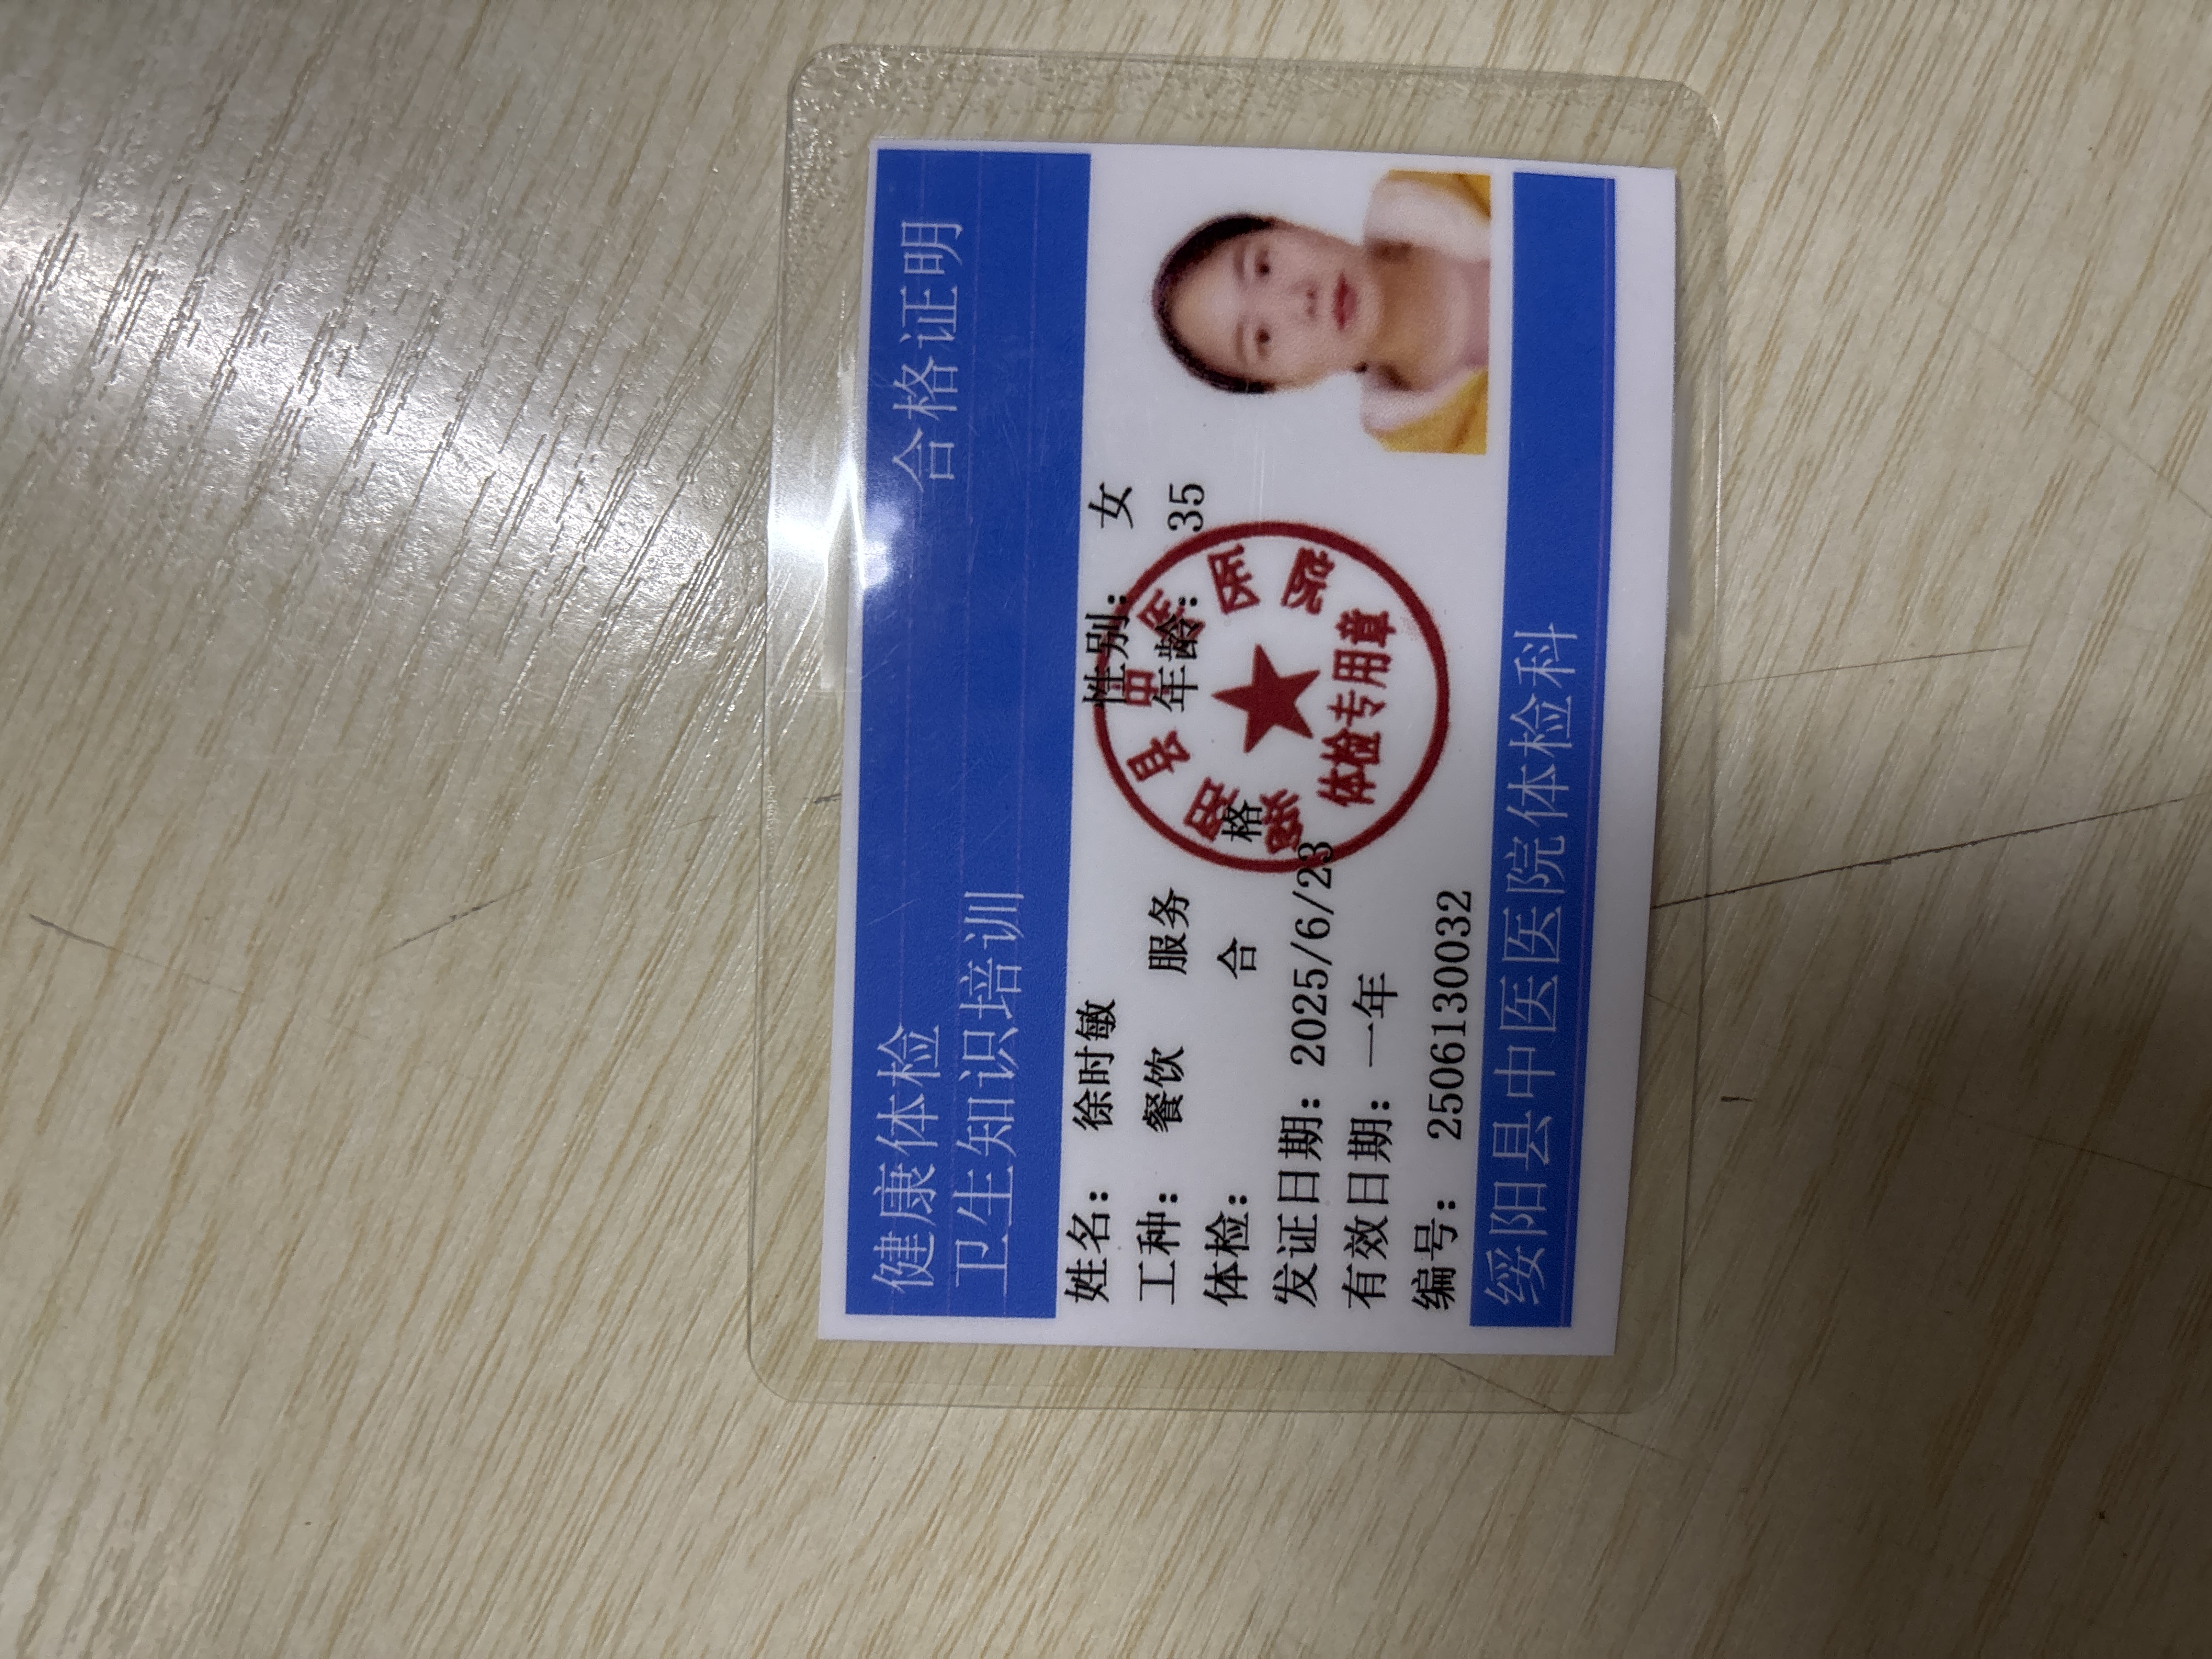 健康体检
卫生知识培训 合格证明
姓名： 徐时敏 性别： 女
工种： 餐饮 服务 年龄： 35
体检： 合 格
发证日期：2025/6/23
有效日期：一年
编号： 2506130032
绥阳县中医医院体检科
绥阳县中医医院
体检专用章